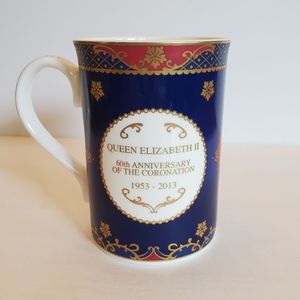 QUEEN ELIZABETH II
60th ANNIVERSARY
OF THE CORONATION
1953 - 2013